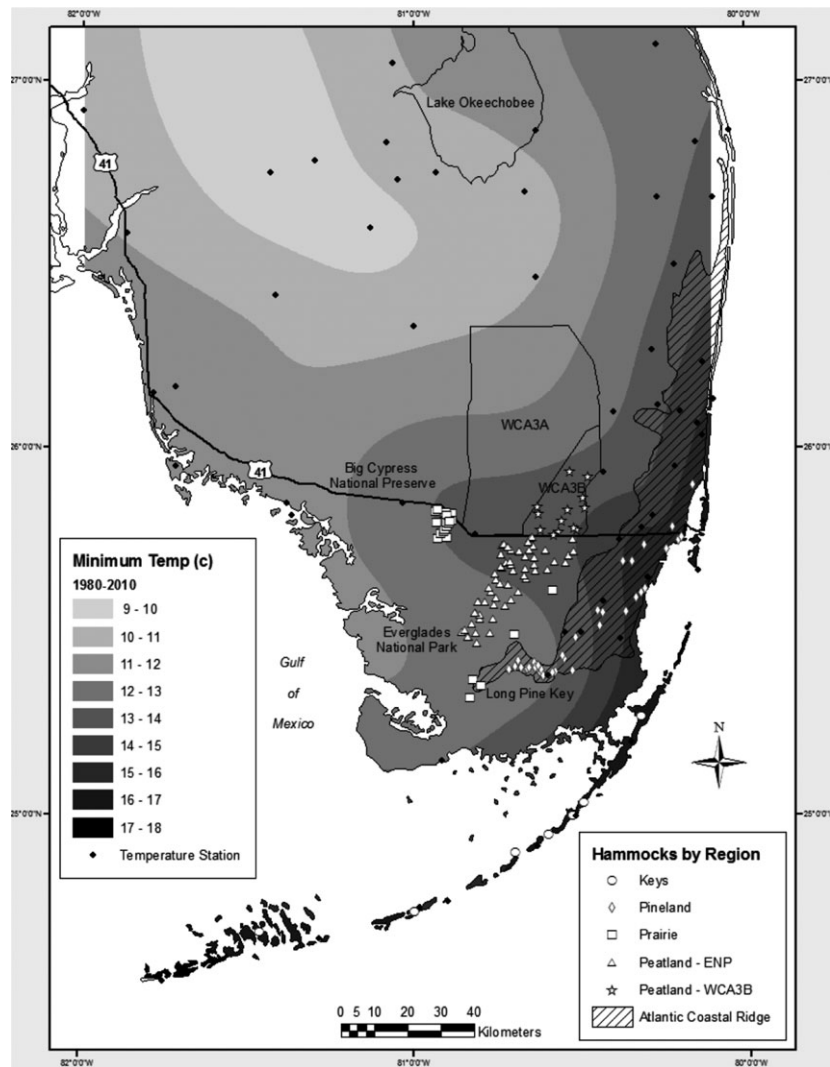 82°0'0"W
81°0'0"W
80°0'0"W
27°0'0"N
27°0'0"N
Lake Okeechobee
41
WCA3A
26°0'0"N
26°0'0"N
Big Cypress
National Preserve
41
WCA3B
Minimum Temp (c)
1980-2010
9 - 10
10 - 11
11 - 12
12 - 13
13 - 14
14 - 15
15 - 16
16 - 17
17 - 18
Temperature Station
Everglades
National Park
Gulf
of
Mexico
Long Pine Key
N
25°0'0"N
25°0'0"N
Hammocks by Region
Keys
Pineland
Prairie
Peatland - ENP
Peatland - WCA3B
Atlantic Coastal Ridge
0 5 10 20 30 40
Kilometers
82°0'0"W
81°0'0"W
80°0'0"W